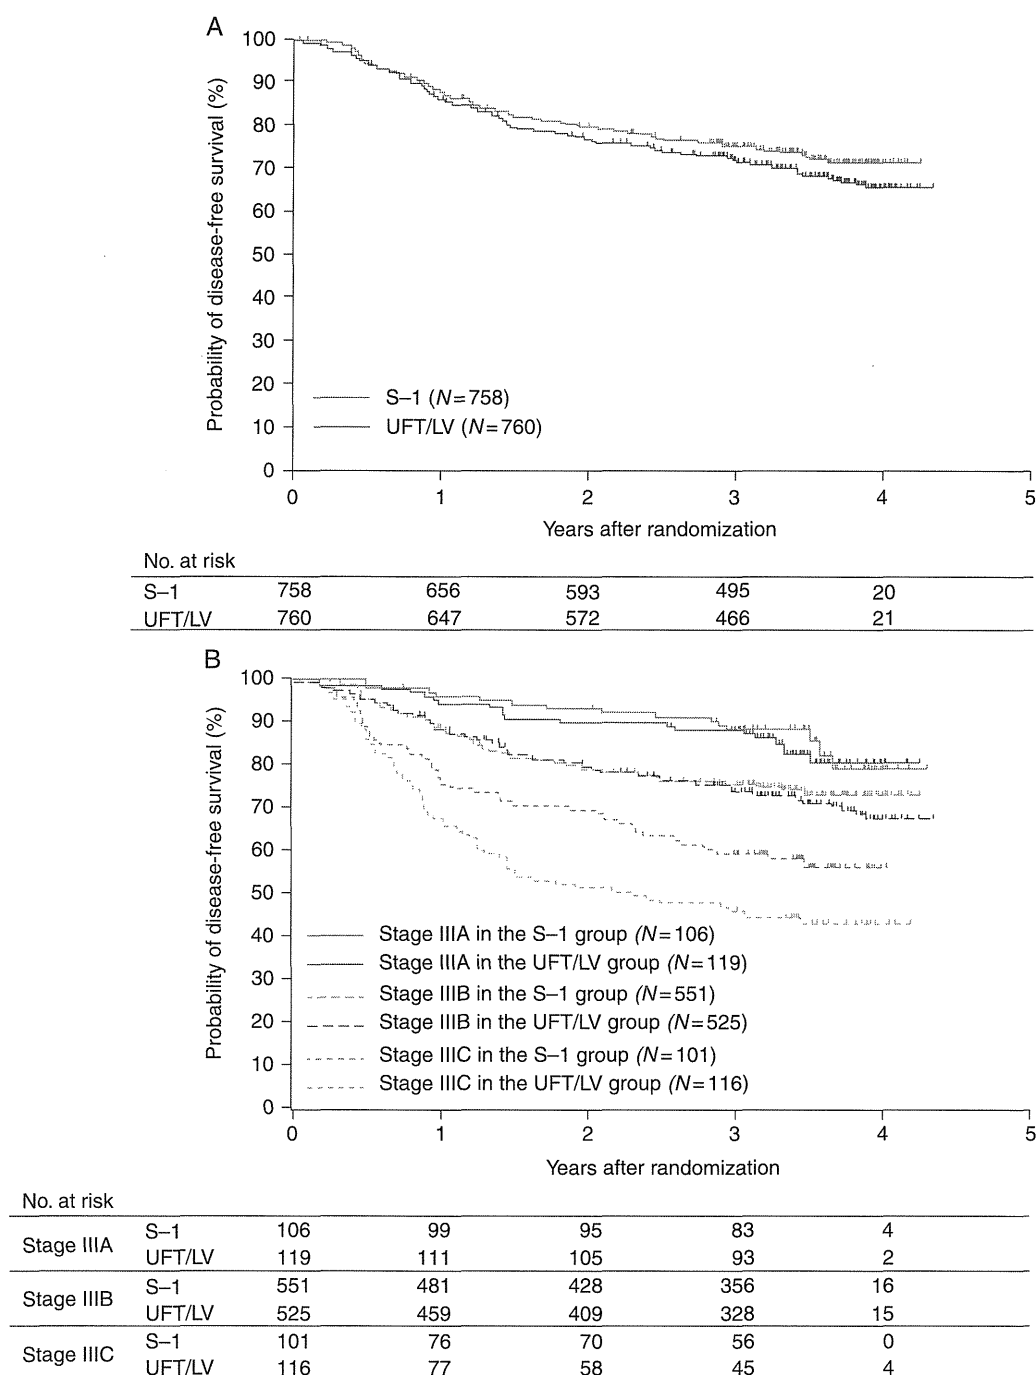 A
100
90
80
70
60
50
40
30
20
10
0
Probability of disease-free survival (%)
S–1 (N=758)
UFT/LV (N=760)
0 1 2 3 4 5
Years after randomization
No. at risk
S–1 758 656 593 495 20
UFT/LV 760 647 572 466 21
B
100
90
80
70
60
50
40
30
20
10
0
Probability of disease-free survival (%)
Stage IIIA in the S–1 group (N=106)
Stage IIIA in the UFT/LV group (N=119)
Stage IIIB in the S–1 group (N=551)
Stage IIIB in the UFT/LV group (N=525)
Stage IIIC in the S–1 group (N=101)
Stage IIIC in the UFT/LV group (N=116)
0 1 2 3 4 5
Years after randomization
No. at risk
Stage IIIA
S–1 106 99 95 83 4
UFT/LV 119 111 105 93 2
Stage IIIB
S–1 551 481 428 356 16
UFT/LV 525 459 409 328 15
Stage IIIC
S–1 101 76 70 56 0
UFT/LV 116 77 58 45 4